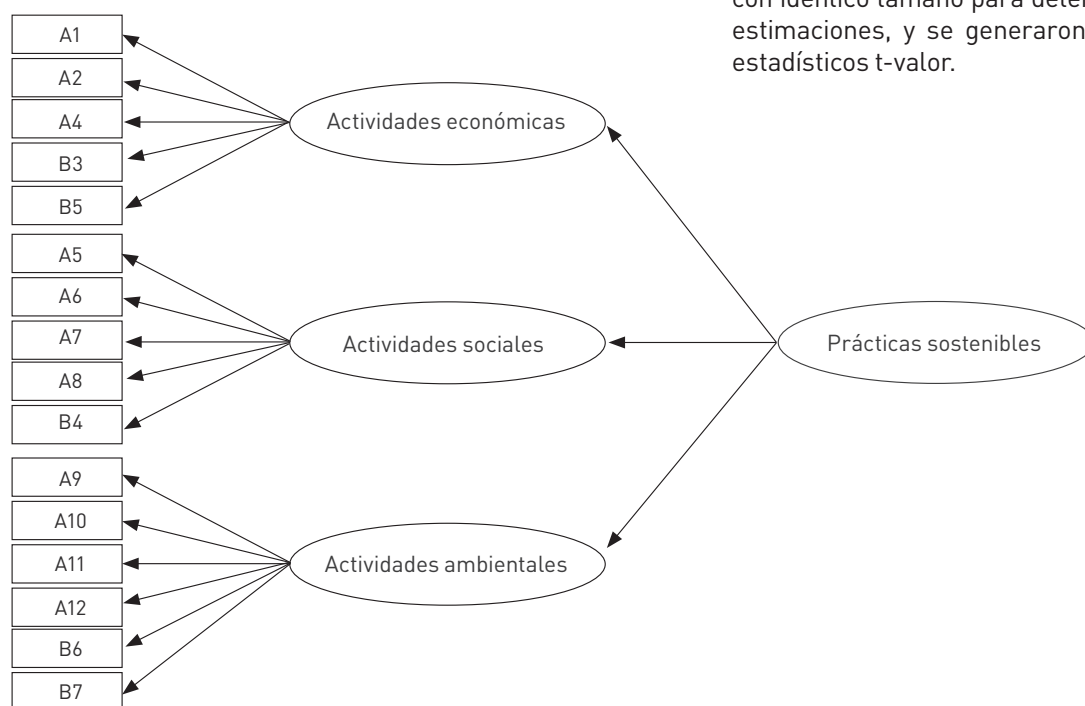 con idéntico tamaño para deter
estimaciones, y se generaron
estadísticos t-valor.
A1
A2
A4
B3
B5
Actividades económicas
A5
A6
A7
A8
B4
Actividades sociales
Prácticas sostenibles
A9
A10
A11
A12
B6
B7
Actividades ambientales